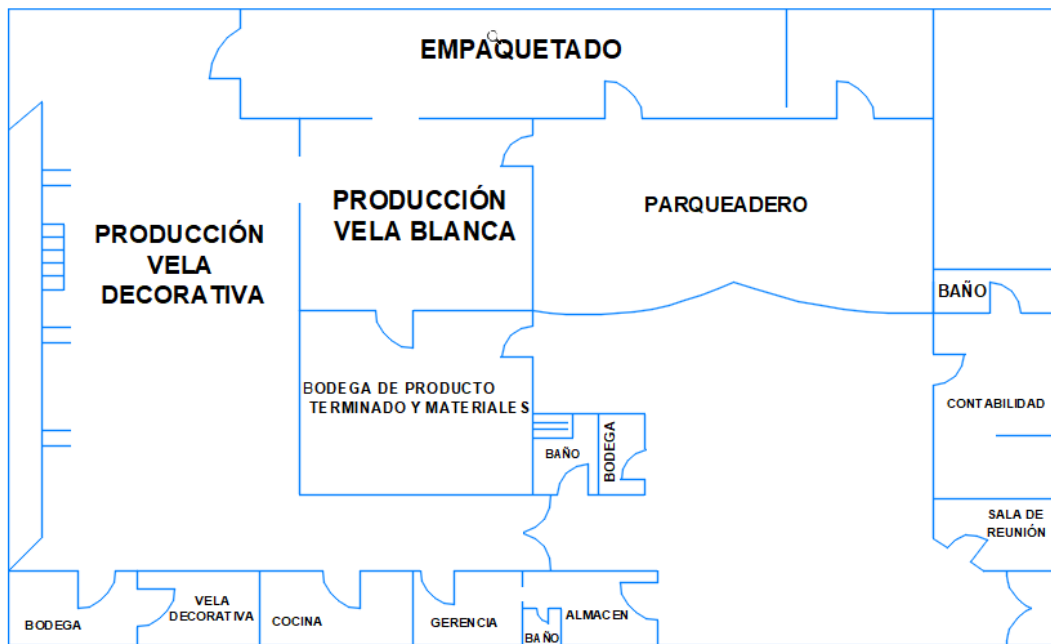 EMPAQUETADO
PRODUCCIÓN
VELA
DECORATIVA
PRODUCCIÓN
VELA BLANCA
PARQUEADERO
BAÑO
BODEGA DE PRODUCTO
TERMINADO Y MATERIALES
CONTABILIDAD
BAÑO
BODEGA
SALA DE
REUNIÓN
BODEGA
VELA
DECORATIVA
COCINA
GERENCIA
BAÑO
ALMACEN